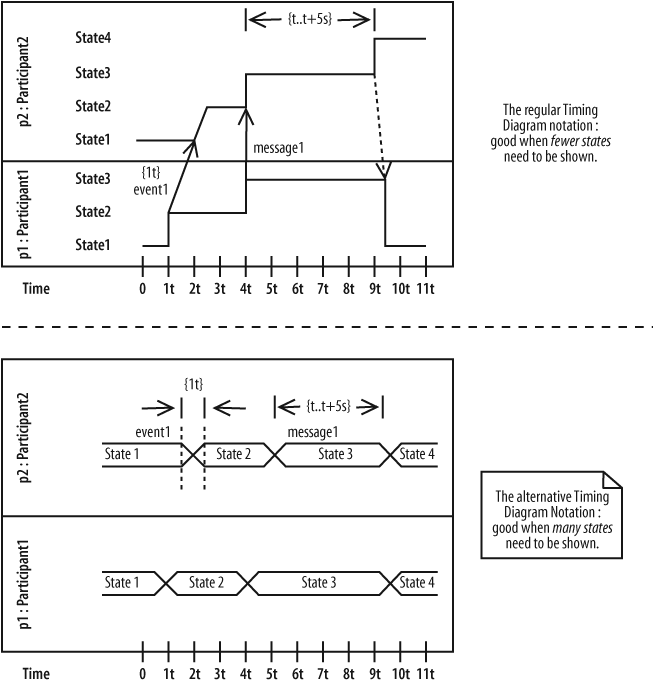 {t..t+5s}
p2 : Participant2
State4
State3
State2
State1
message1
{1t}
event1
p1 : Participant1
State3
State2
State1
Time 0 1t 2t 3t 4t 5t 6t 7t 8t 9t 10t 11t
The regular Timing
Diagram notation :
good when fewer states
need to be shown.
{1t}
{t..t+5s}
p2 : Participant2
event1 message1
State 1 State 2 State 3 State 4
p1 : Participant1
State 1 State 2 State 3 State 4
Time 0 1t 2t 3t 4t 5t 6t 7t 8t 9t 10t 11t
The alternative Timing
Diagram Notation :
good when many states
need to be shown.